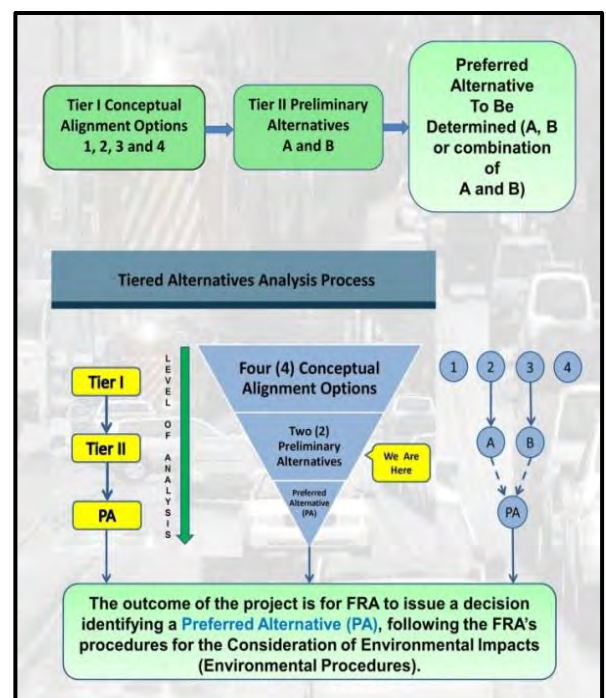 Tier I Conceptual
Alignment Options
1, 2, 3 and 4
Tier II Preliminary
Alternatives
A and B
Preferred
Alternative
To Be
Determined (A, B
or combination
of
A and B)
Tiered Alternatives Analysis Process
Tier I
Tier II
PA
LEVEL OF ANALYSIS
Four (4) Conceptual
Alignment Options
Two (2)
Preliminary
Alternatives
Preferred
Alternative
(PA)
We Are
Here
1 2 3 4
A B
PA
The outcome of the project is for FRA to issue a decision
identifying a Preferred Alternative (PA), following the FRA's
procedures for the Consideration of Environmental Impacts
(Environmental Procedures).